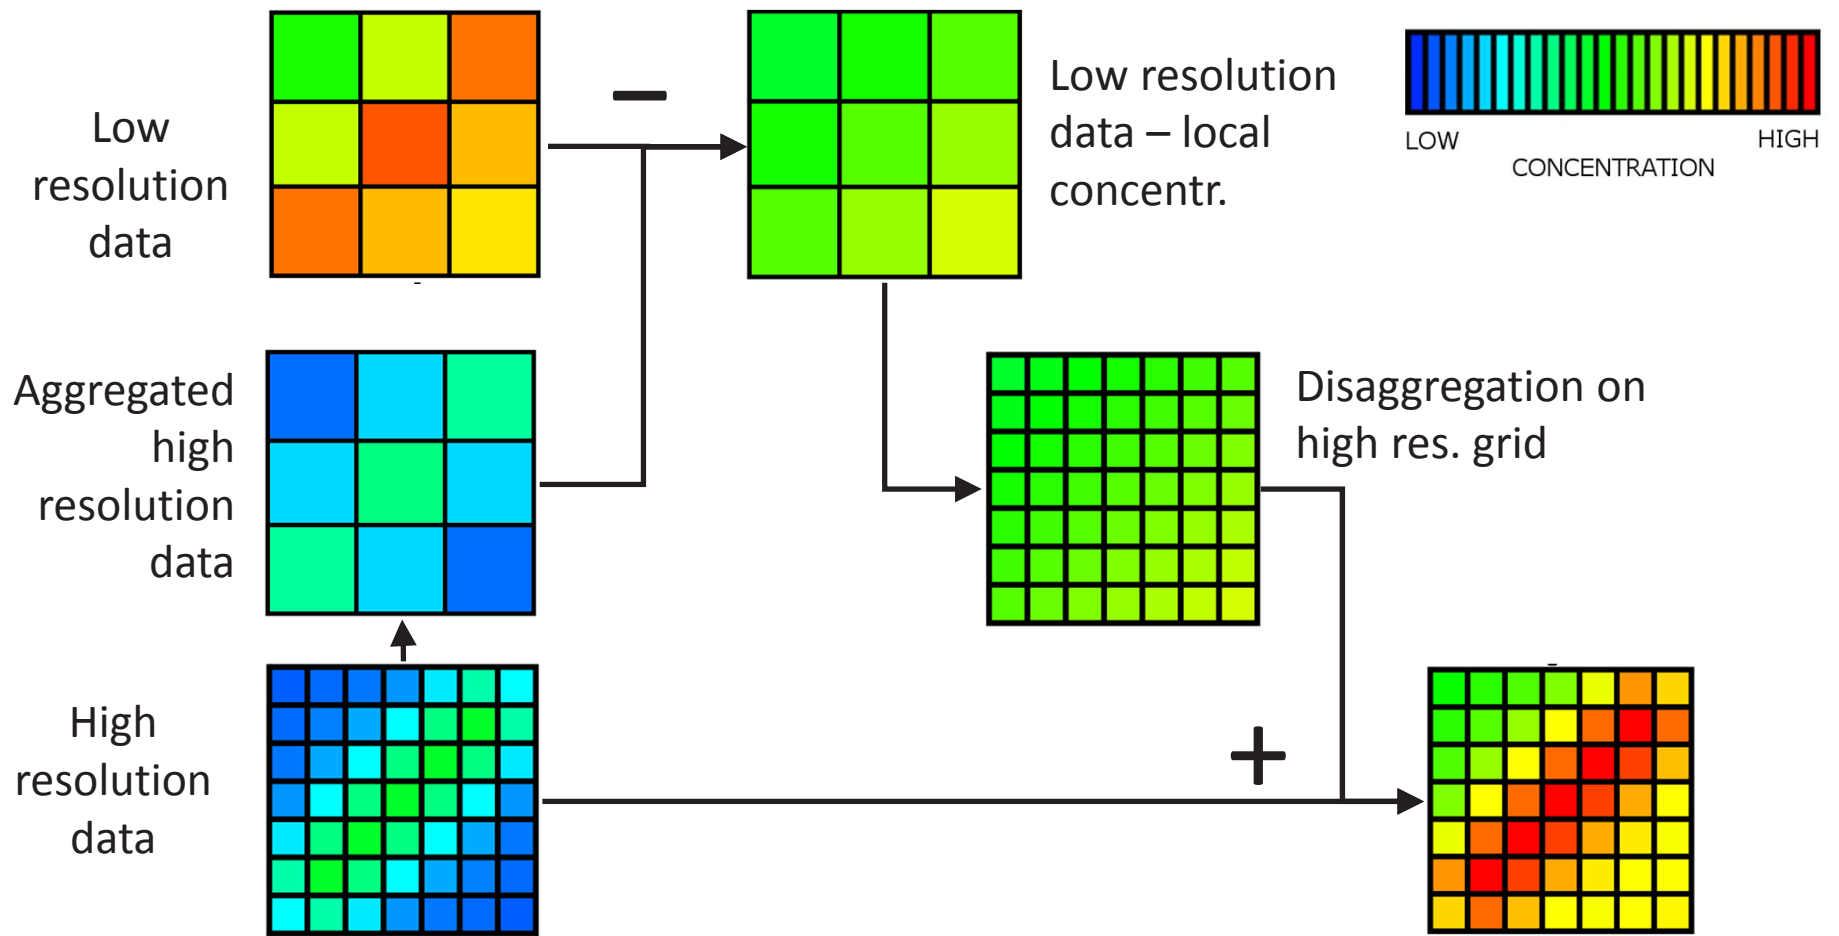 Low
resolution
data
−
Low resolution
data – local
concentr.
LOW
HIGH
CONCENTRATION
Aggregated
high
resolution
data
Disaggregation on
high res. grid
High
resolution
data
+